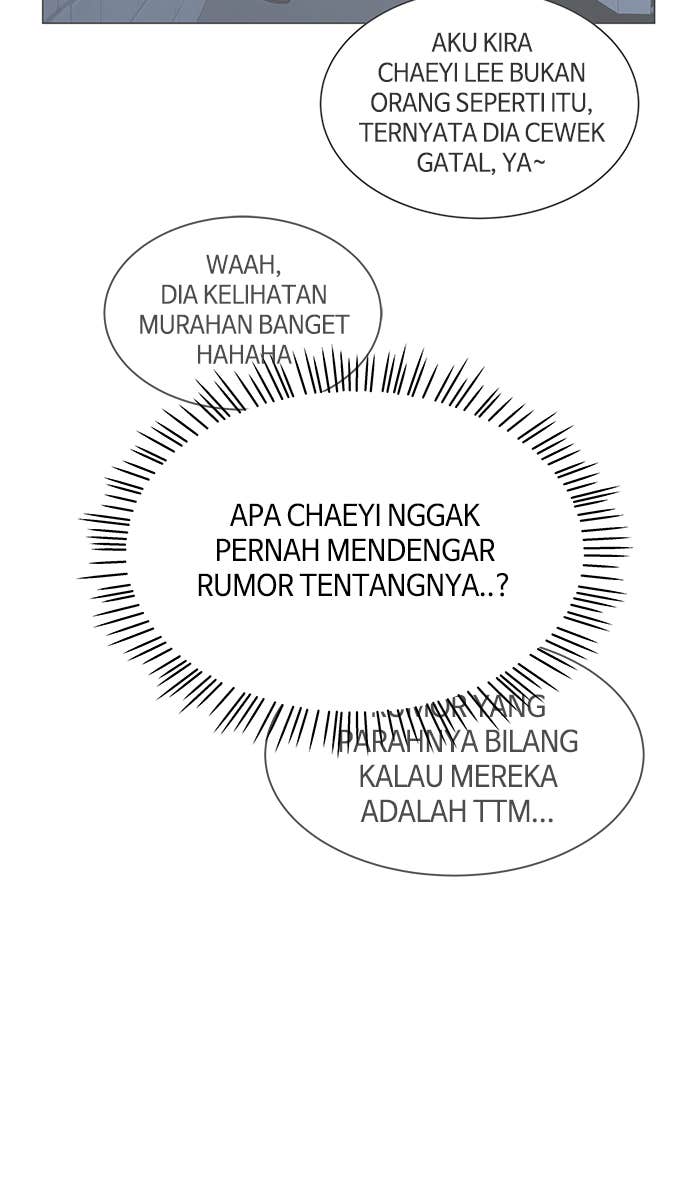 AKU KIRA
CHAEYI LEE BUKAN
ORANG SEPERTI ITU,
TERNYATA DIA CEWEK
GATAL, YA~
WAAH,
DIA KELIHATAN
MURAHAN BANGET
HAHAHA
APA CHAEYI NGGAK
PERNAH MENDENGAR
RUMOR TENTANGNYA..?
RUMOR YANG
PARAHNYA BILANG
KALAU MEREKA
ADALAH TTM...